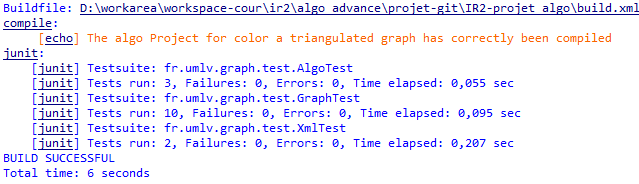 Buildfile: D:\workarea\workspace-cour\ir2\algo advance\projet-git\IR2-projet algo\build.xml
compile:
[echo] The algo Project for color a triangulated graph has correctly been compiled
junit:
[junit] Testsuite: fr.umlv.graph.test.AlgoTest
[junit] Tests run: 3, Failures: 0, Errors: 0, Time elapsed: 0,055 sec
[junit] Testsuite: fr.umlv.graph.test.GraphTest
[junit] Tests run: 10, Failures: 0, Errors: 0, Time elapsed: 0,095 sec
[junit] Testsuite: fr.umlv.graph.test.XmlTest
[junit] Tests run: 2, Failures: 0, Errors: 0, Time elapsed: 0,207 sec
BUILD SUCCESSFUL
Total time: 6 seconds